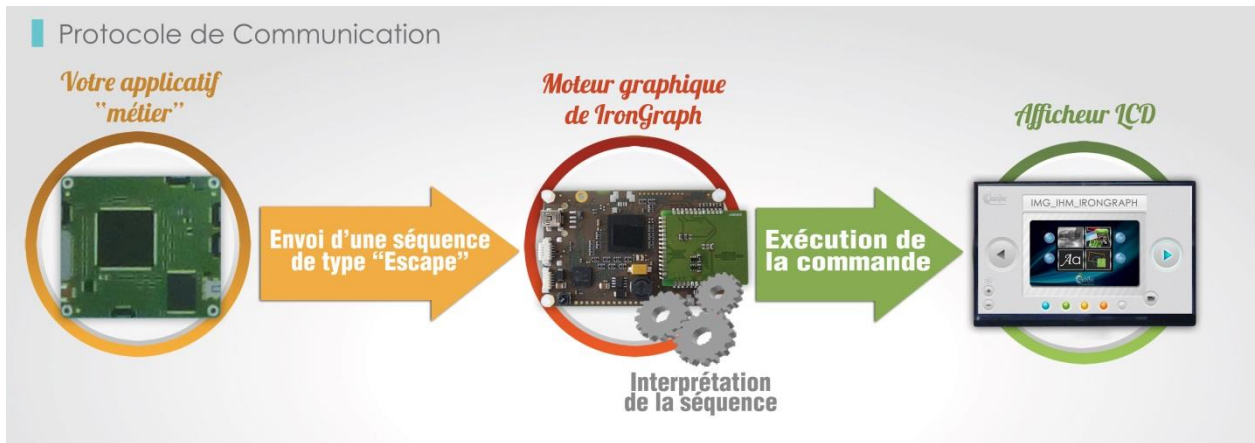 Protocole de Communication
Votre applicatif
“métier”
Moteur graphique
de IronGraph
Afficheur LCD
Envoi d’une séquence
de type “Escape”
Exécution de
la commande
IMG_IHM_IRONGRAPH
Aa
Interprétation
de la séquence